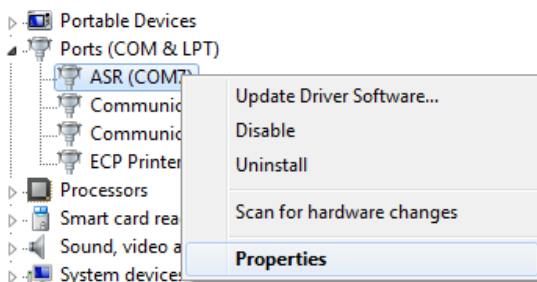 Portable Devices
Ports (COM & LPT)
ASR (COM7)
Communic
Communic
ECP Printer
Processors
Smart card rea
Sound, video a
System devices
Update Driver Software...
Disable
Uninstall
Scan for hardware changes
Properties